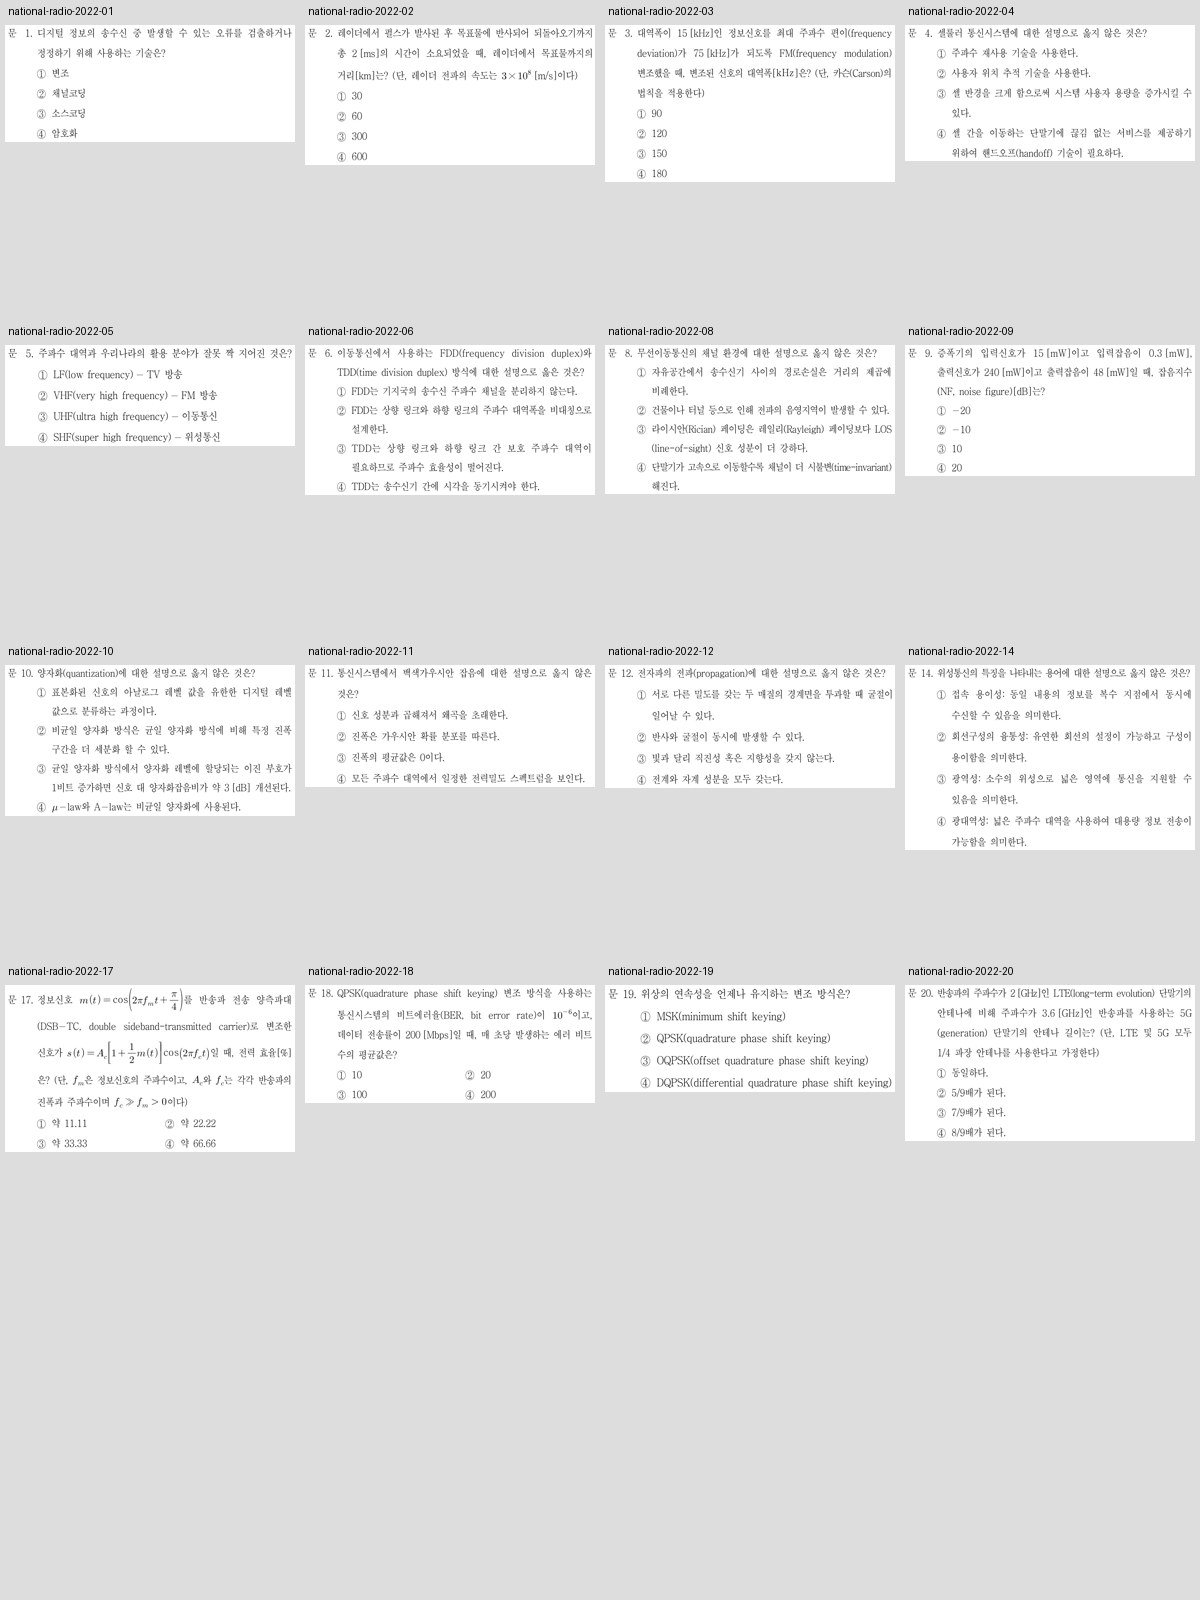 national-radio-2022-01
문 1. 디지털 정보의 송수신 중 발생할 수 있는 오류를 검출하거나
정정하기 위해 사용하는 기술은?
① 변조
② 채널코딩
③ 소스코딩
④ 암호화
national-radio-2022-02
문 2. 레이더에서 펄스가 발사된 후 목표물에 반사되어 되돌아오기까지
총 2 [ms]의 시간이 소요되었을 때, 레이더에서 목표물까지의
거리[km]는? (단, 레이더 전파의 속도는 3×10⁸ [m/s]이다)
① 30
② 60
③ 300
④ 600
national-radio-2022-03
문 3. 대역폭이 15 [kHz]인 정보신호를 최대 주파수 편이(frequency
deviation)가 75 [kHz]가 되도록 FM(frequency modulation)
변조했을 때, 변조된 신호의 대역폭[kHz]은? (단, 카슨(Carson)의
법칙을 적용한다)
① 90
② 120
③ 150
④ 180
national-radio-2022-04
문 4. 셀룰러 통신시스템에 대한 설명으로 옳지 않은 것은?
① 주파수 재사용 기술을 사용한다.
② 사용자 위치 추적 기술을 사용한다.
③ 셀 반경을 크게 함으로써 시스템 사용자 용량을 증가시킬 수
있다.
④ 셀 간을 이동하는 단말기에 끊김 없는 서비스를 제공하기
위하여 핸드오프(handoff) 기술이 필요하다.
national-radio-2022-05
문 5. 주파수 대역과 우리나라의 활용 분야가 잘못 짝 지어진 것은?
① LF(low frequency) – TV 방송
② VHF(very high frequency) – FM 방송
③ UHF(ultra high frequency) – 이동통신
④ SHF(super high frequency) – 위성통신
national-radio-2022-06
문 6. 이동통신에서 사용하는 FDD(frequency division duplex)와
TDD(time division duplex) 방식에 대한 설명으로 옳은 것은?
① FDD는 기지국의 송수신 주파수 채널을 분리하지 않는다.
② FDD는 상향 링크와 하향 링크의 주파수 대역폭을 비대칭으로
설계한다.
③ TDD는 상향 링크와 하향 링크 간 보호 주파수 대역이
필요하므로 주파수 효율성이 떨어진다.
④ TDD는 송수신기 간에 시각을 동기시켜야 한다.
national-radio-2022-08
문 8. 무선이동통신의 채널 환경에 대한 설명으로 옳지 않은 것은?
① 자유공간에서 송수신기 사이의 경로손실은 거리의 제곱에
비례한다.
② 건물이나 터널 등으로 인해 전파의 음영지역이 발생할 수 있다.
③ 라이시안(Rician) 페이딩은 레일리(Rayleigh) 페이딩보다 LOS
(line-of-sight) 신호 성분이 더 강하다.
④ 단말기가 고속으로 이동할수록 채널이 더 시불변(time-invariant)
해진다.
national-radio-2022-09
문 9. 증폭기의 입력신호가 15 [mW]이고 입력잡음이 0.3 [mW],
출력신호가 240 [mW]이고 출력잡음이 48 [mW]일 때, 잡음지수
(NF, noise figure)[dB]는?
① −20
② −10
③ 10
④ 20
national-radio-2022-10
문 10. 양자화(quantization)에 대한 설명으로 옳지 않은 것은?
① 표본화된 신호의 아날로그 레벨 값을 유한한 디지털 레벨
값으로 분류하는 과정이다.
② 비균일 양자화 방식은 균일 양자화 방식에 비해 특정 진폭
구간을 더 세분화 할 수 있다.
③ 균일 양자화 방식에서 양자화 레벨에 할당되는 이진 부호가
1비트 증가하면 신호 대 양자화잡음비가 약 3 [dB] 개선된다.
④ μ−law와 A−law는 비균일 양자화에 사용된다.
national-radio-2022-11
문 11. 통신시스템에서 백색가우시안 잡음에 대한 설명으로 옳지 않은
것은?
① 신호 성분과 곱해져서 왜곡을 초래한다.
② 진폭은 가우시안 확률 분포를 따른다.
③ 진폭의 평균값은 0이다.
④ 모든 주파수 대역에서 일정한 전력밀도 스펙트럼을 보인다.
national-radio-2022-12
문 12. 전자파의 전파(propagation)에 대한 설명으로 옳지 않은 것은?
① 서로 다른 밀도를 갖는 두 매질의 경계면을 투과할 때 굴절이
일어날 수 있다.
② 반사와 굴절이 동시에 발생할 수 있다.
③ 빛과 달리 직진성 혹은 지향성을 갖지 않는다.
④ 전계와 자계 성분을 모두 갖는다.
national-radio-2022-14
문 14. 위성통신의 특징을 나타내는 용어에 대한 설명으로 옳지 않은 것은?
① 접속 용이성: 동일 내용의 정보를 복수 지점에서 동시에
수신할 수 있음을 의미한다.
② 회선구성의 융통성: 유연한 회선의 설정이 가능하고 구성이
용이함을 의미한다.
③ 광역성: 소수의 위성으로 넓은 영역에 통신을 지원할 수
있음을 의미한다.
④ 광대역성: 넓은 주파수 대역을 사용하여 대용량 정보 전송이
가능함을 의미한다.
national-radio-2022-17
문 17. 정보신호 m(t) = cos(2πfₘt + π/4)를 반송파 전송 양측파대
(DSB−TC, double sideband-transmitted carrier)로 변조한
신호가 s(t) = A_c[1 + 1/2 m(t)]cos(2πf_c t)일 때, 전력 효율[%]
은? (단, fₘ은 정보신호의 주파수이고, A_c와 f_c는 각각 반송파의
진폭과 주파수이며 f_c ≫ fₘ > 0이다)
① 약 11.11 ② 약 22.22
③ 약 33.33 ④ 약 66.66
national-radio-2022-18
문 18. QPSK(quadrature phase shift keying) 변조 방식을 사용하는
통신시스템의 비트에러율(BER, bit error rate)이 10⁻⁶이고,
데이터 전송률이 200 [Mbps]일 때, 매 초당 발생하는 에러 비트
수의 평균값은?
① 10 ② 20
③ 100 ④ 200
national-radio-2022-19
문 19. 위상의 연속성을 언제나 유지하는 변조 방식은?
① MSK(minimum shift keying)
② QPSK(quadrature phase shift keying)
③ OQPSK(offset quadrature phase shift keying)
④ DQPSK(differential quadrature phase shift keying)
national-radio-2022-20
문 20. 반송파의 주파수가 2 [GHz]인 LTE(long-term evolution) 단말기의
안테나에 비해 주파수가 3.6 [GHz]인 반송파를 사용하는 5G
(generation) 단말기의 안테나 길이는? (단, LTE 및 5G 모두
1/4 파장 안테나를 사용한다고 가정한다)
① 동일하다.
② 5/9배가 된다.
③ 7/9배가 된다.
④ 8/9배가 된다.